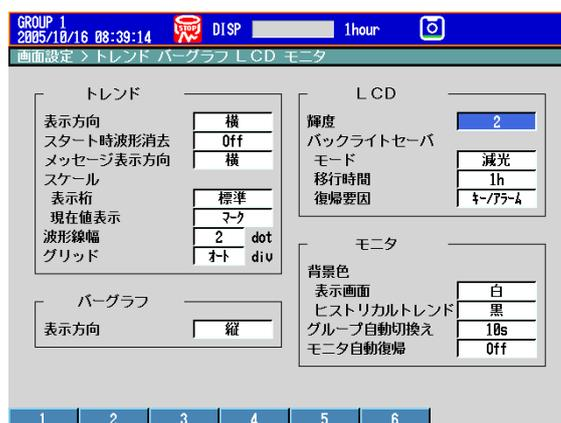 GROUP 1
2005/10/16 08:39:14 STOP DISP 1hour
画面設定 > トレンド バーグラフ LCD モニタ
トレンド
表示方向 横
スタート時波形消去 Off
メッセージ表示方向 横
スケール
表示桁 標準
現在値表示 マーク
波形線幅 2 dot
グリッド オート div
バーグラフ
表示方向 縦
LCD
輝度 2
バックライトセーバ
モード 減光
移行時間 1h
復帰要因 キー/アラーム
モニタ
背景色
表示画面 白
ヒストリカルトレンド 黒
グループ自動切換え 10s
モニタ自動復帰 Off
1 2 3 4 5 6